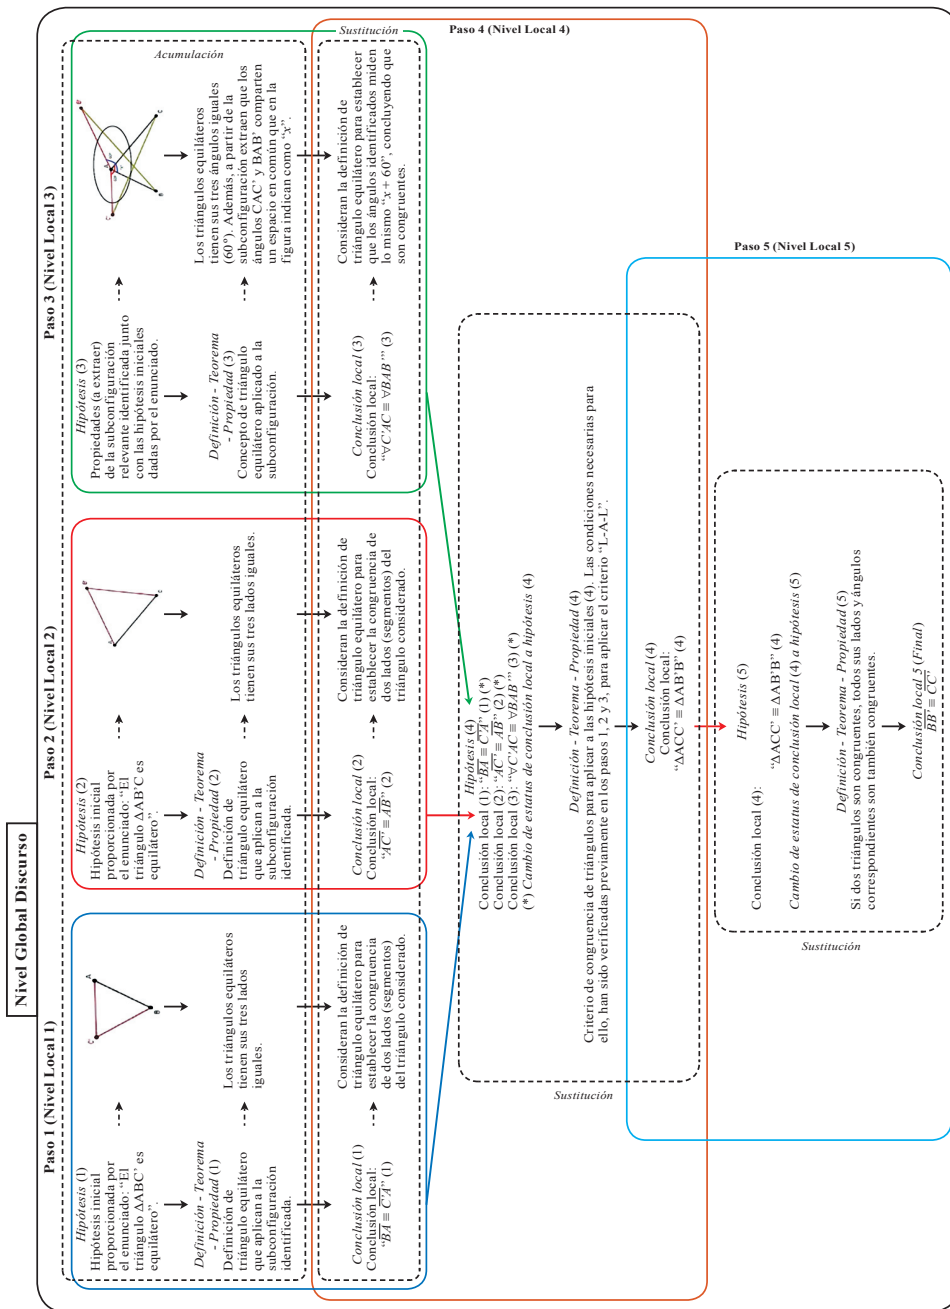 Nivel Global Discurso
Paso 1 (Nivel Local 1)
Hipótesis (1)
Hipótesis inicial
proporcionada por
el enunciado: “El
triángulo ΔABC’ es
equilátero”.
C'
A
B
Definición - Teorema
- Propiedad (1)
Definición de
triángulo equilátero
que aplican a la
subconfiguración
identificada.
Los triángulos equiláteros
tienen sus tres lados
iguales.
Conclusión local (1)
Conclusión local:
“BA ≡ C'A” (1)
Consideran la definición de
triángulo equilátero para
establecer la congruencia
de dos lados (segmentos)
del triángulo considerado.
Paso 2 (Nivel Local 2)
Hipótesis (2)
Hipótesis inicial
proporcionada por
el enunciado: “El
triángulo ΔAB'C es
equilátero”.
A
B'
C
Definición - Teorema
- Propiedad (2)
Definición de
triángulo equilátero
que aplican a la
subconfiguración
identificada.
Los triángulos equiláteros
tienen sus tres lados iguales.
Conclusión local (2)
Conclusión local:
“AC' ≡ AB” (2)
Consideran la definición de
triángulo equilátero para
establecer la congruencia de
dos lados (segmentos) del
triángulo considerado.
Paso 3 (Nivel Local 3)
Acumulación
Hipótesis (3)
Propiedades (a extraer)
de la subconfiguración
relevante identificada junto
con las hipótesis iniciales
dadas por el enunciado.
C'
A
B'
B
C
Definición - Teorema
- Propiedad (3)
Concepto de triángulo
equilátero aplicado a la
subconfiguración.
Los triángulos equiláteros
tienen sus tres ángulos iguales
(60°). Además, a partir de la
subconfiguración extraen que los
ángulos CAC’ y BAB’ comparten
un espacio en común que en la
figura indican como “x”.
Sustitución
Conclusión local (3)
Conclusión local:
“∀C'AC ≡ ∀BAB'” (3)
Consideran la definición de
triángulo equilátero para establecer
que los ángulos identificados miden
lo mismo “x + 60”, concluyendo que
son congruentes.
Paso 4 (Nivel Local 4)
Hipótesis (4)
Conclusión local (1): “BA ≡ C'A” (1) (*)
Conclusión local (2): “AC' ≡ AB” (2) (*)
Conclusión local (3): “∀C'AC ≡ ∀BAB'” (3) (*)
(*) Cambio de estatus de conclusión local a hipótesis (4)
Definición - Teorema - Propiedad (4)
Criterio de congruencia de triángulos para aplicar a las hipótesis iniciales (4). Las condiciones necesarias para
ello, han sido verificadas previamente en los pasos 1, 2 y 3, para aplicar el criterio “L-A-L”.
Sustitución
Conclusión local (4)
Conclusión local:
“ΔACC' ≡ ΔAB'B” (4)
Paso 5 (Nivel Local 5)
Hipótesis (5)
Conclusión local (4):
“ΔACC' ≡ ΔAB'B” (4)
Cambio de estatus de conclusión local (4) a hipótesis (5)
Definición - Teorema - Propiedad (5)
Si dos triángulos son congruentes, todos sus lados y ángulos
correspondientes son también congruentes.
Sustitución
Conclusión local 5 (Final)
BB' ≡ CC'